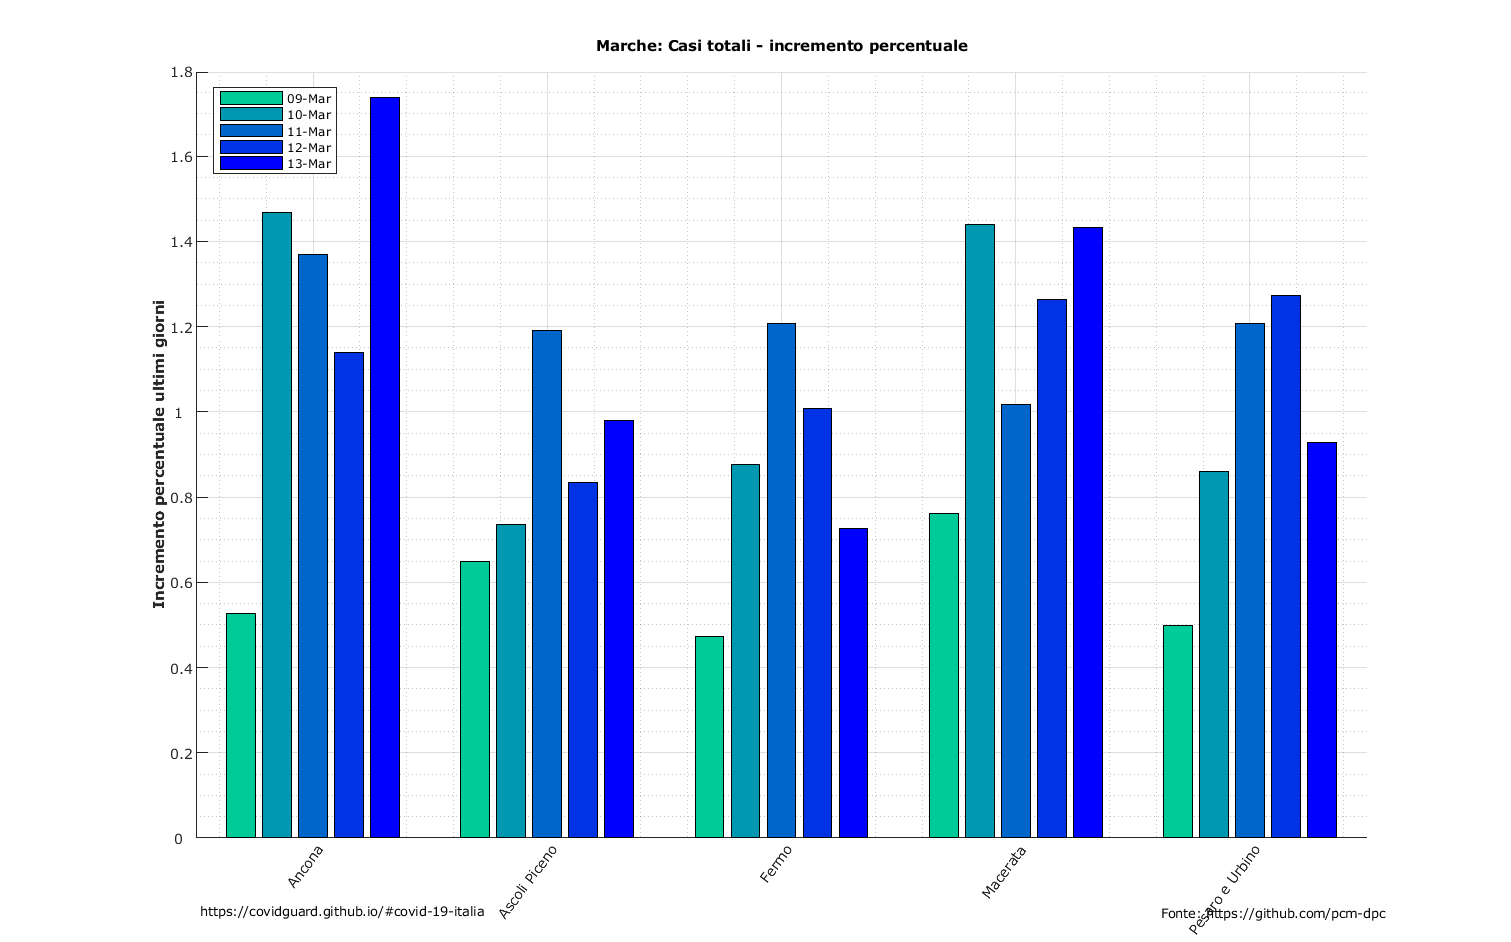 Marche: Casi totali - incremento percentuale
Incremento percentuale ultimi giorni
1.8
1.6
1.4
1.2
1
0.8
0.6
0.4
0.2
0
09-Mar
10-Mar
11-Mar
12-Mar
13-Mar
Ancona
Ascoli Piceno
Fermo
Macerata
Pesaro e Urbino
https://covidguard.github.io/#covid-19-italia
Fonte: https://github.com/pcm-dpc